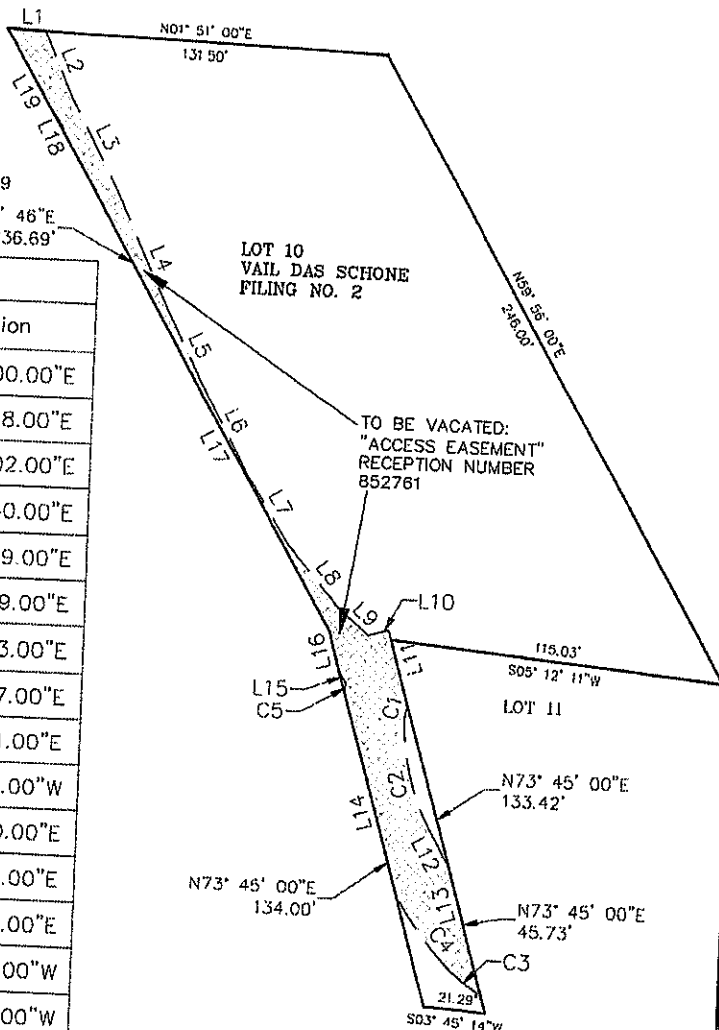 L1
N01° 51' 00"E
131.50'
L2
L19
L18
L3
9
' 46"E
36.69'
L4
LOT 10
VAIL DAS SCHONE
FILING NO. 2
N59° 56' 00"E
246.00'
ion
00.00"E
8.00"E
02.00"E
0.00"E
9.00"E
9.00"E
3.00"E
7.00"E
.00"E
.00"W
0.00"E
.00"E
.00"E
.00"W
.00"W
L5
L6
L17
TO BE VACATED:
"ACCESS EASEMENT"
RECEPTION NUMBER
852761
L7
L8
L9
L10
L16
L11
115.03'
S05° 12' 11"W
L15
C5
LOT 11
C1
C2
N73° 45' 00"E
133.42'
L14
L12
L13
N73° 45' 00"E
134.00'
N73° 45' 00"E
45.73'
C4
C3
21.29'
S03° 45' 14"W